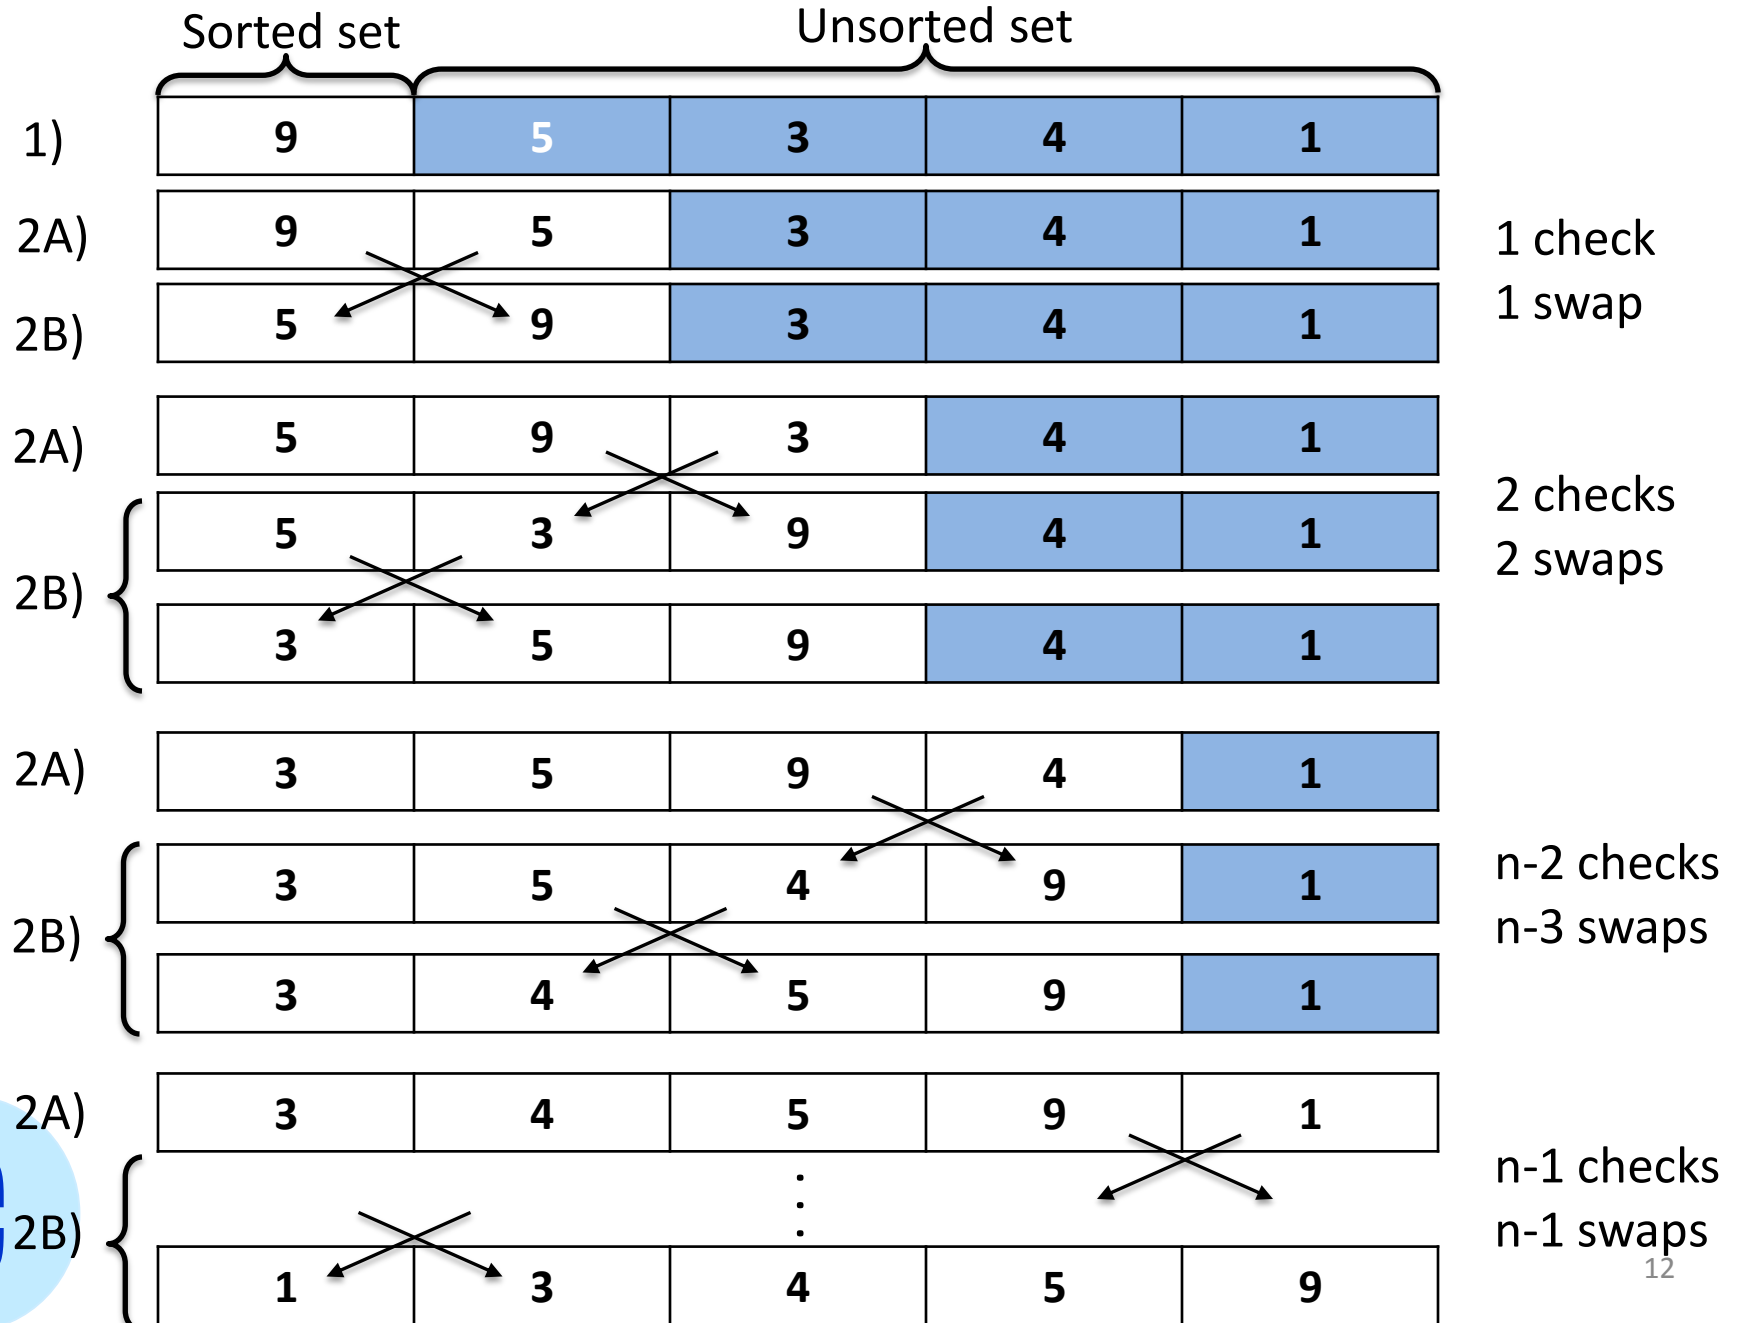 Sorted set Unsorted set
1) 9 5 3 4 1
2A) 9 5 3 4 1
1 check
2B) 5 9 3 4 1
1 swap
2A) 5 9 3 4 1
2 checks
2B) 5 3 9 4 1
2 swaps
3 5 9 4 1
2A) 3 5 9 4 1
n-2 checks
2B) 3 5 4 9 1
n-3 swaps
3 4 5 9 1
2A) 3 4 5 9 1
n-1 checks
2B)
n-1 swaps
12
1 3 4 5 9